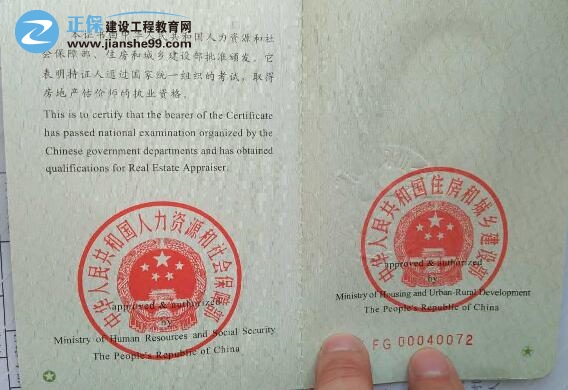 正保 建设工程教育网
www.jianshe99.com
本证书由中华人民共和国人力资源和社
会保障部、住房和城乡建设部批准颁发。它
表明持证人通过国家统一组织的考试，取得
房地产估价师的执业资格。
This is to certify that the bearer of the Certificate
has passed national examination organized by the
Chinese government departments and has obtained
qualifications for Real Estate Appraiser.
中华人民共和国人力资源和社会保障部
approved & authorized
by
Ministry of Human Resources and Social Security
The People's Republic of China
中华人民共和国住房和城乡建设部
approved & authorized
by
Ministry of Housing and Urban-Rural Development
The People's Republic of China
FG 00040072